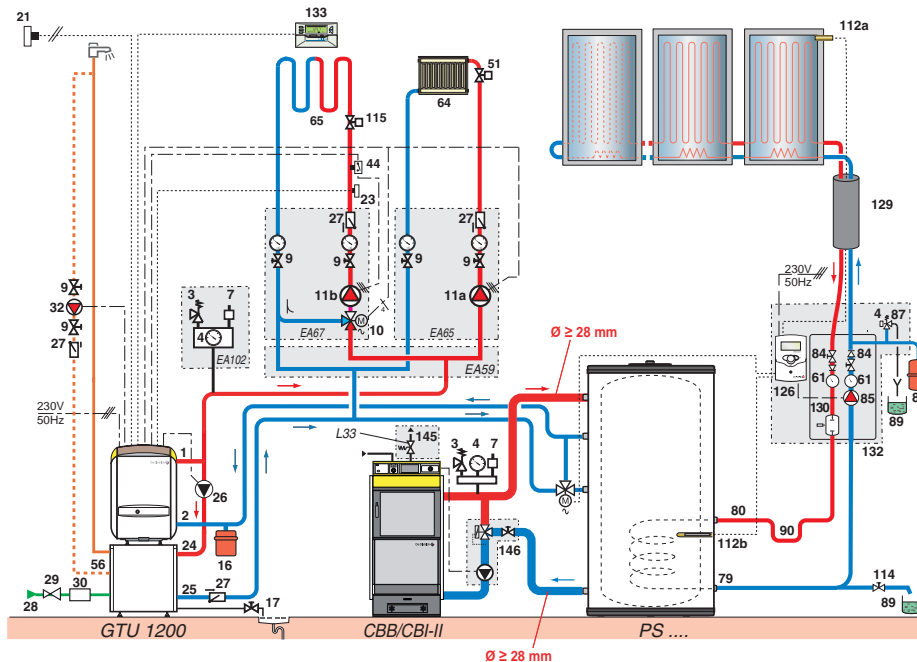 133
21
112a
51
64
65
115
44
23
129
27
27
9
9
9
11b
11a
10
M
4
EA67
EA65
EA59
3
7
4
EA102
9
32
9
27
230V
50Hz
230V
50Hz
Ø ≥ 28 mm
4
87
84
84
61
61
85
126
130
89
8
132
L33
145
3
4
7
1
26
2
16
24
56
25
27
17
29
30
28
M
146
80
90
112b
79
114
89
GTU 1200
CBB/CBI-II
PS ....
Ø ≥ 28 mm